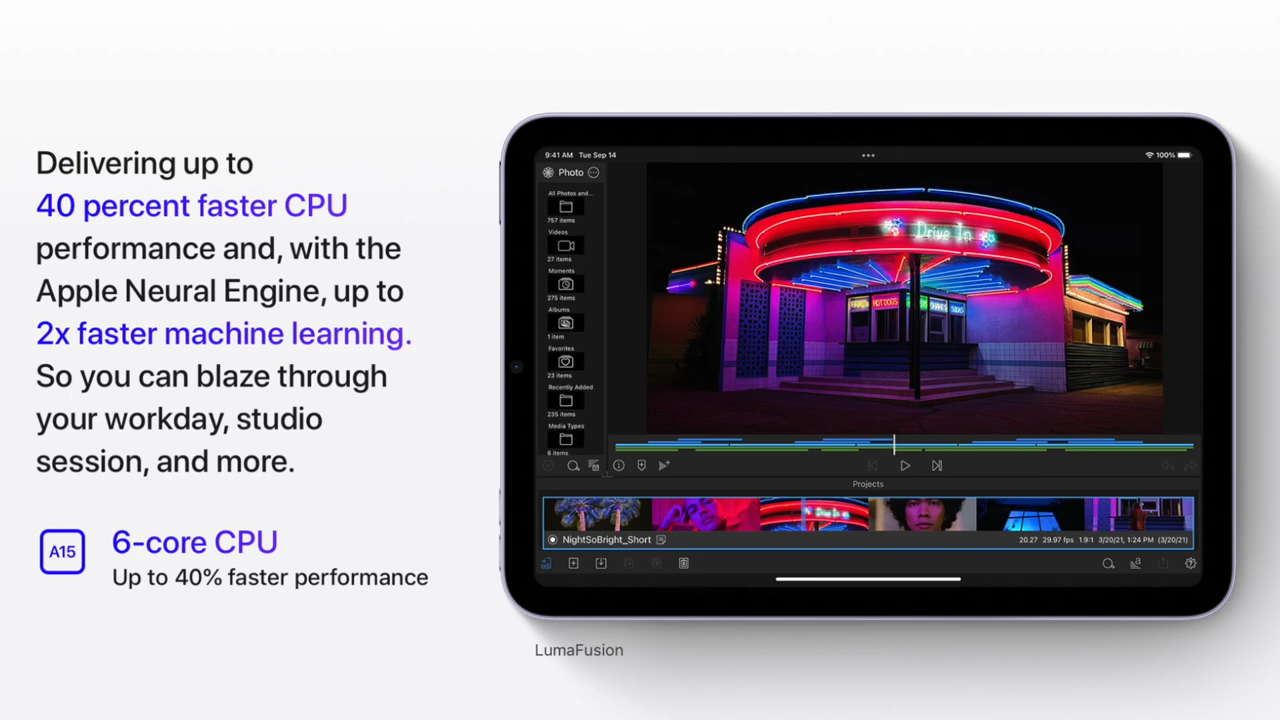 Delivering up to
40 percent faster CPU
performance and, with the
Apple Neural Engine, up to
2x faster machine learning.
So you can blaze through
your workday, studio
session, and more.
A15
6-core CPU
Up to 40% faster performance
9:41 AM Tue Sep 14
100%
Photo
All Photos and...
757 items
Videos
27 items
Moments
275 items
Albums
1 item
Favorites
23 items
Recently Added
235 items
Media Types
6 items
Drive In
HOT DOGS
Projects
Drive In
NightSoBright_Short
20.27 29.97 fps 1.9:1 3/20/21, 1:24 PM (3/20/21)
LumaFusion